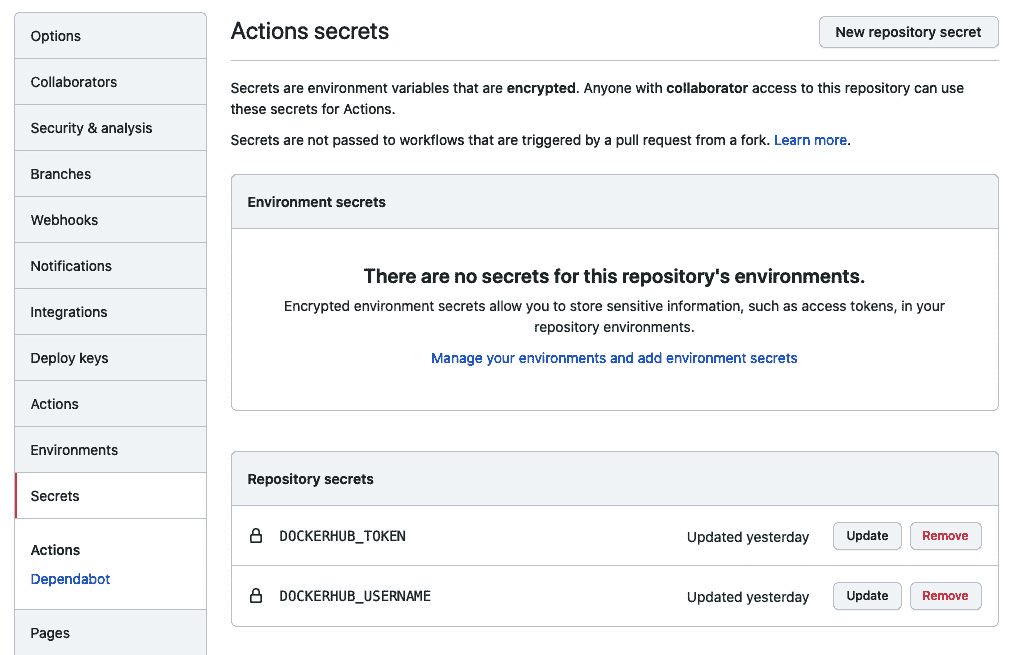 Options
Collaborators
Security & analysis
Branches
Webhooks
Notifications
Integrations
Deploy keys
Actions
Environments
Secrets
Actions
Dependabot
Pages
Actions secrets
New repository secret
Secrets are environment variables that are encrypted. Anyone with collaborator access to this repository can use
these secrets for Actions.
Secrets are not passed to workflows that are triggered by a pull request from a fork. Learn more.
Environment secrets
There are no secrets for this repository's environments.
Encrypted environment secrets allow you to store sensitive information, such as access tokens, in your
repository environments.
Manage your environments and add environment secrets
Repository secrets
DOCKERHUB_TOKEN Updated yesterday Update Remove
DOCKERHUB_USERNAME Updated yesterday Update Remove